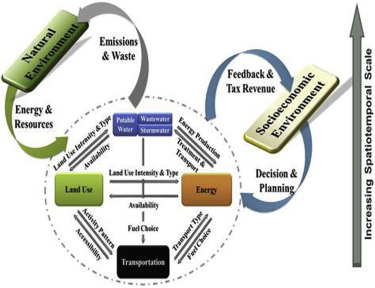 Natural
Environment
Emissions
& Waste
Energy &
Resources
Feedback &
Tax Revenue
Socioeconomic
Environment
Decision &
Planning
Increasing Spatiotemporal Scale
Potable
Water
Wastewater
Stormwater
Land Use Intensity & Type
Availability
Energy Production
Treatment &
Transport
Land Use Intensity & Type
Land Use
Energy
Availability
Fuel Choice
Activity Pattern
Accessibility
Transport Type
Fuel Choice
Transportation